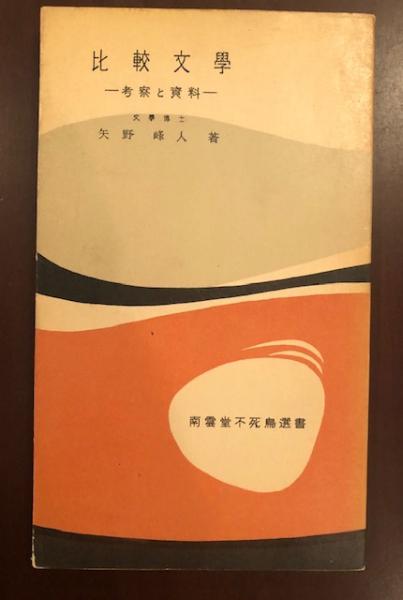 比較文學
―考察と資料―
文學博士
矢野峰人 著
南雲堂不死鳥選書